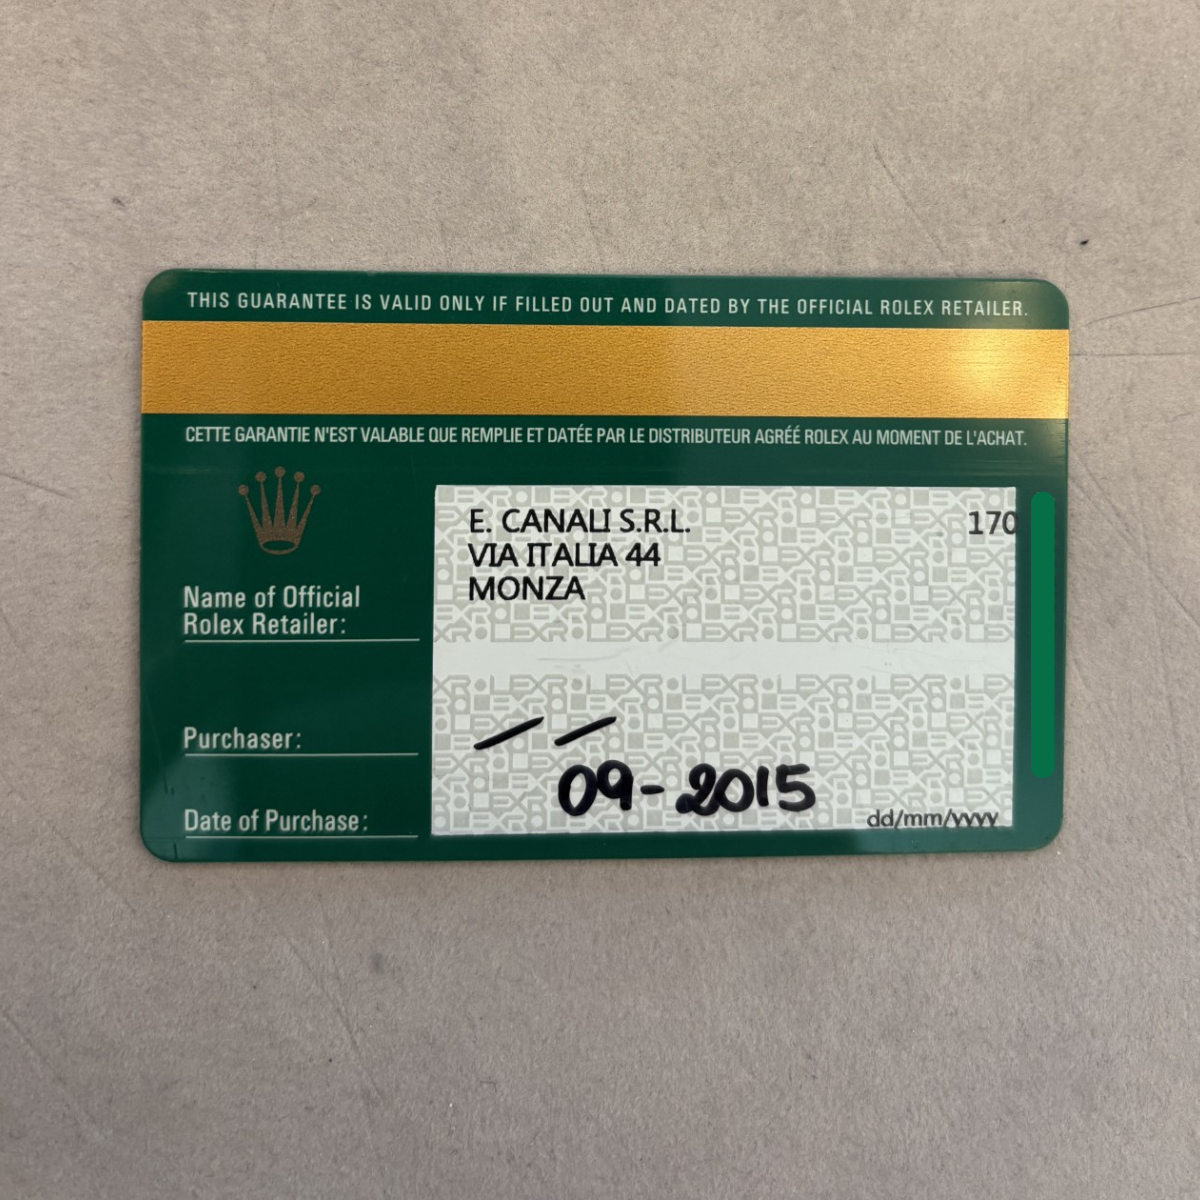 THIS GUARANTEE IS VALID ONLY IF FILLED OUT AND DATED BY THE OFFICIAL ROLEX RETAILER.
CETTE GARANTIE N'EST VALABLE QUE REMPLIE ET DATÉE PAR LE DISTRIBUTEUR AGRÉÉ ROLEX AU MOMENT DE L'ACHAT.
E. CANALI S.R.L. 170
VIA ITALIA 44
MONZA
Name of Official
Rolex Retailer:
Purchaser:
09-2015
Date of Purchase:
dd/mm/yyyy